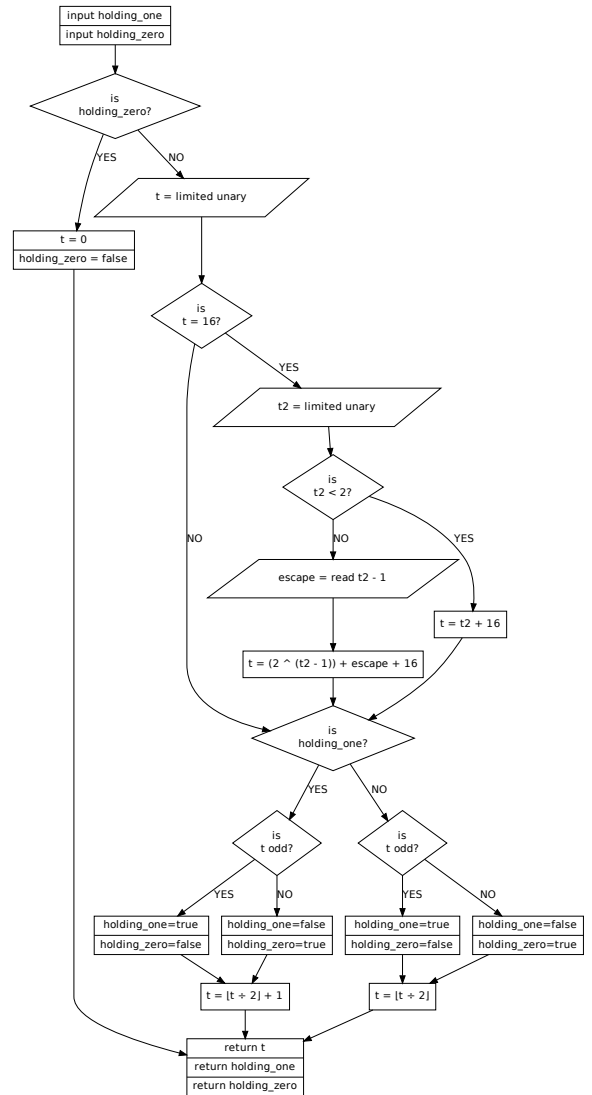 input holding_one
input holding_zero
is
holding_zero?
YES
NO
t = limited unary
t = 0
holding_zero = false
is
t = 16?
YES
t2 = limited unary
is
t2 < 2?
NO
NO
YES
escape = read t2 - 1
t = t2 + 16
t = (2 ^ (t2 - 1)) + escape + 16
is
holding_one?
YES
NO
is
t odd?
is
t odd?
YES
NO
YES
NO
holding_one=true
holding_zero=false
holding_one=false
holding_zero=true
holding_one=true
holding_zero=false
holding_one=false
holding_zero=true
t = ⌊t ÷ 2⌋ + 1
t = ⌊t ÷ 2⌋
return t
return holding_one
return holding_zero